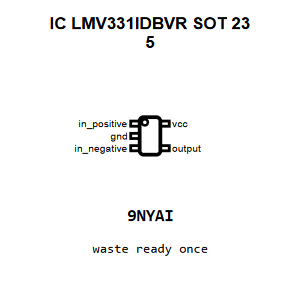 IC LMV331IDBVR SOT 23
5
in_positive vcc
gnd
in_negative output
9NYAI
waste ready once